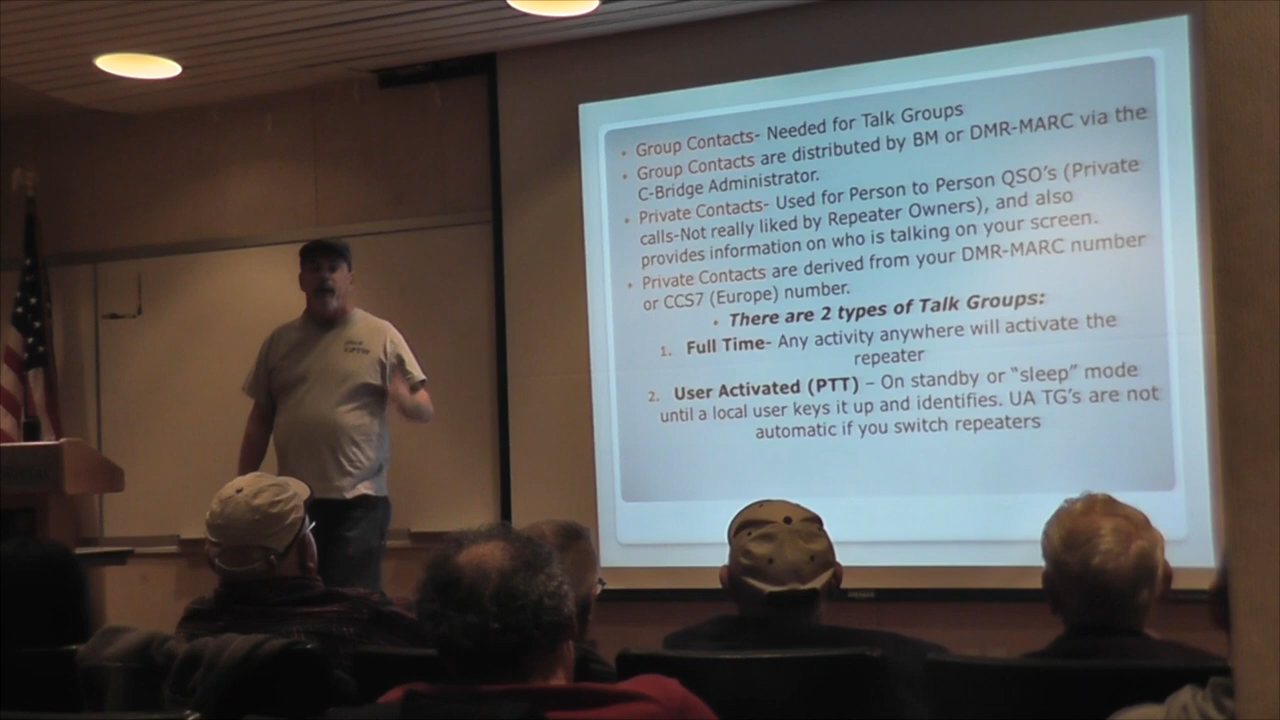 Group Contacts- Needed for Talk Groups
Group Contacts are distributed by BM or DMR-MARC via the
C-Bridge Administrator.
Private Contacts- Used for Person to Person QSO's (Private
calls-Not really liked by Repeater Owners), and also
provides information on who is talking on your screen.
Private Contacts are derived from your DMR-MARC number
or CCS7 (Europe) number.
There are 2 types of Talk Groups:
1. Full Time- Any activity anywhere will activate the
repeater
2. User Activated (PTT) – On standby or “sleep” mode
until a local user keys it up and identifies. UA TG's are not
automatic if you switch repeaters